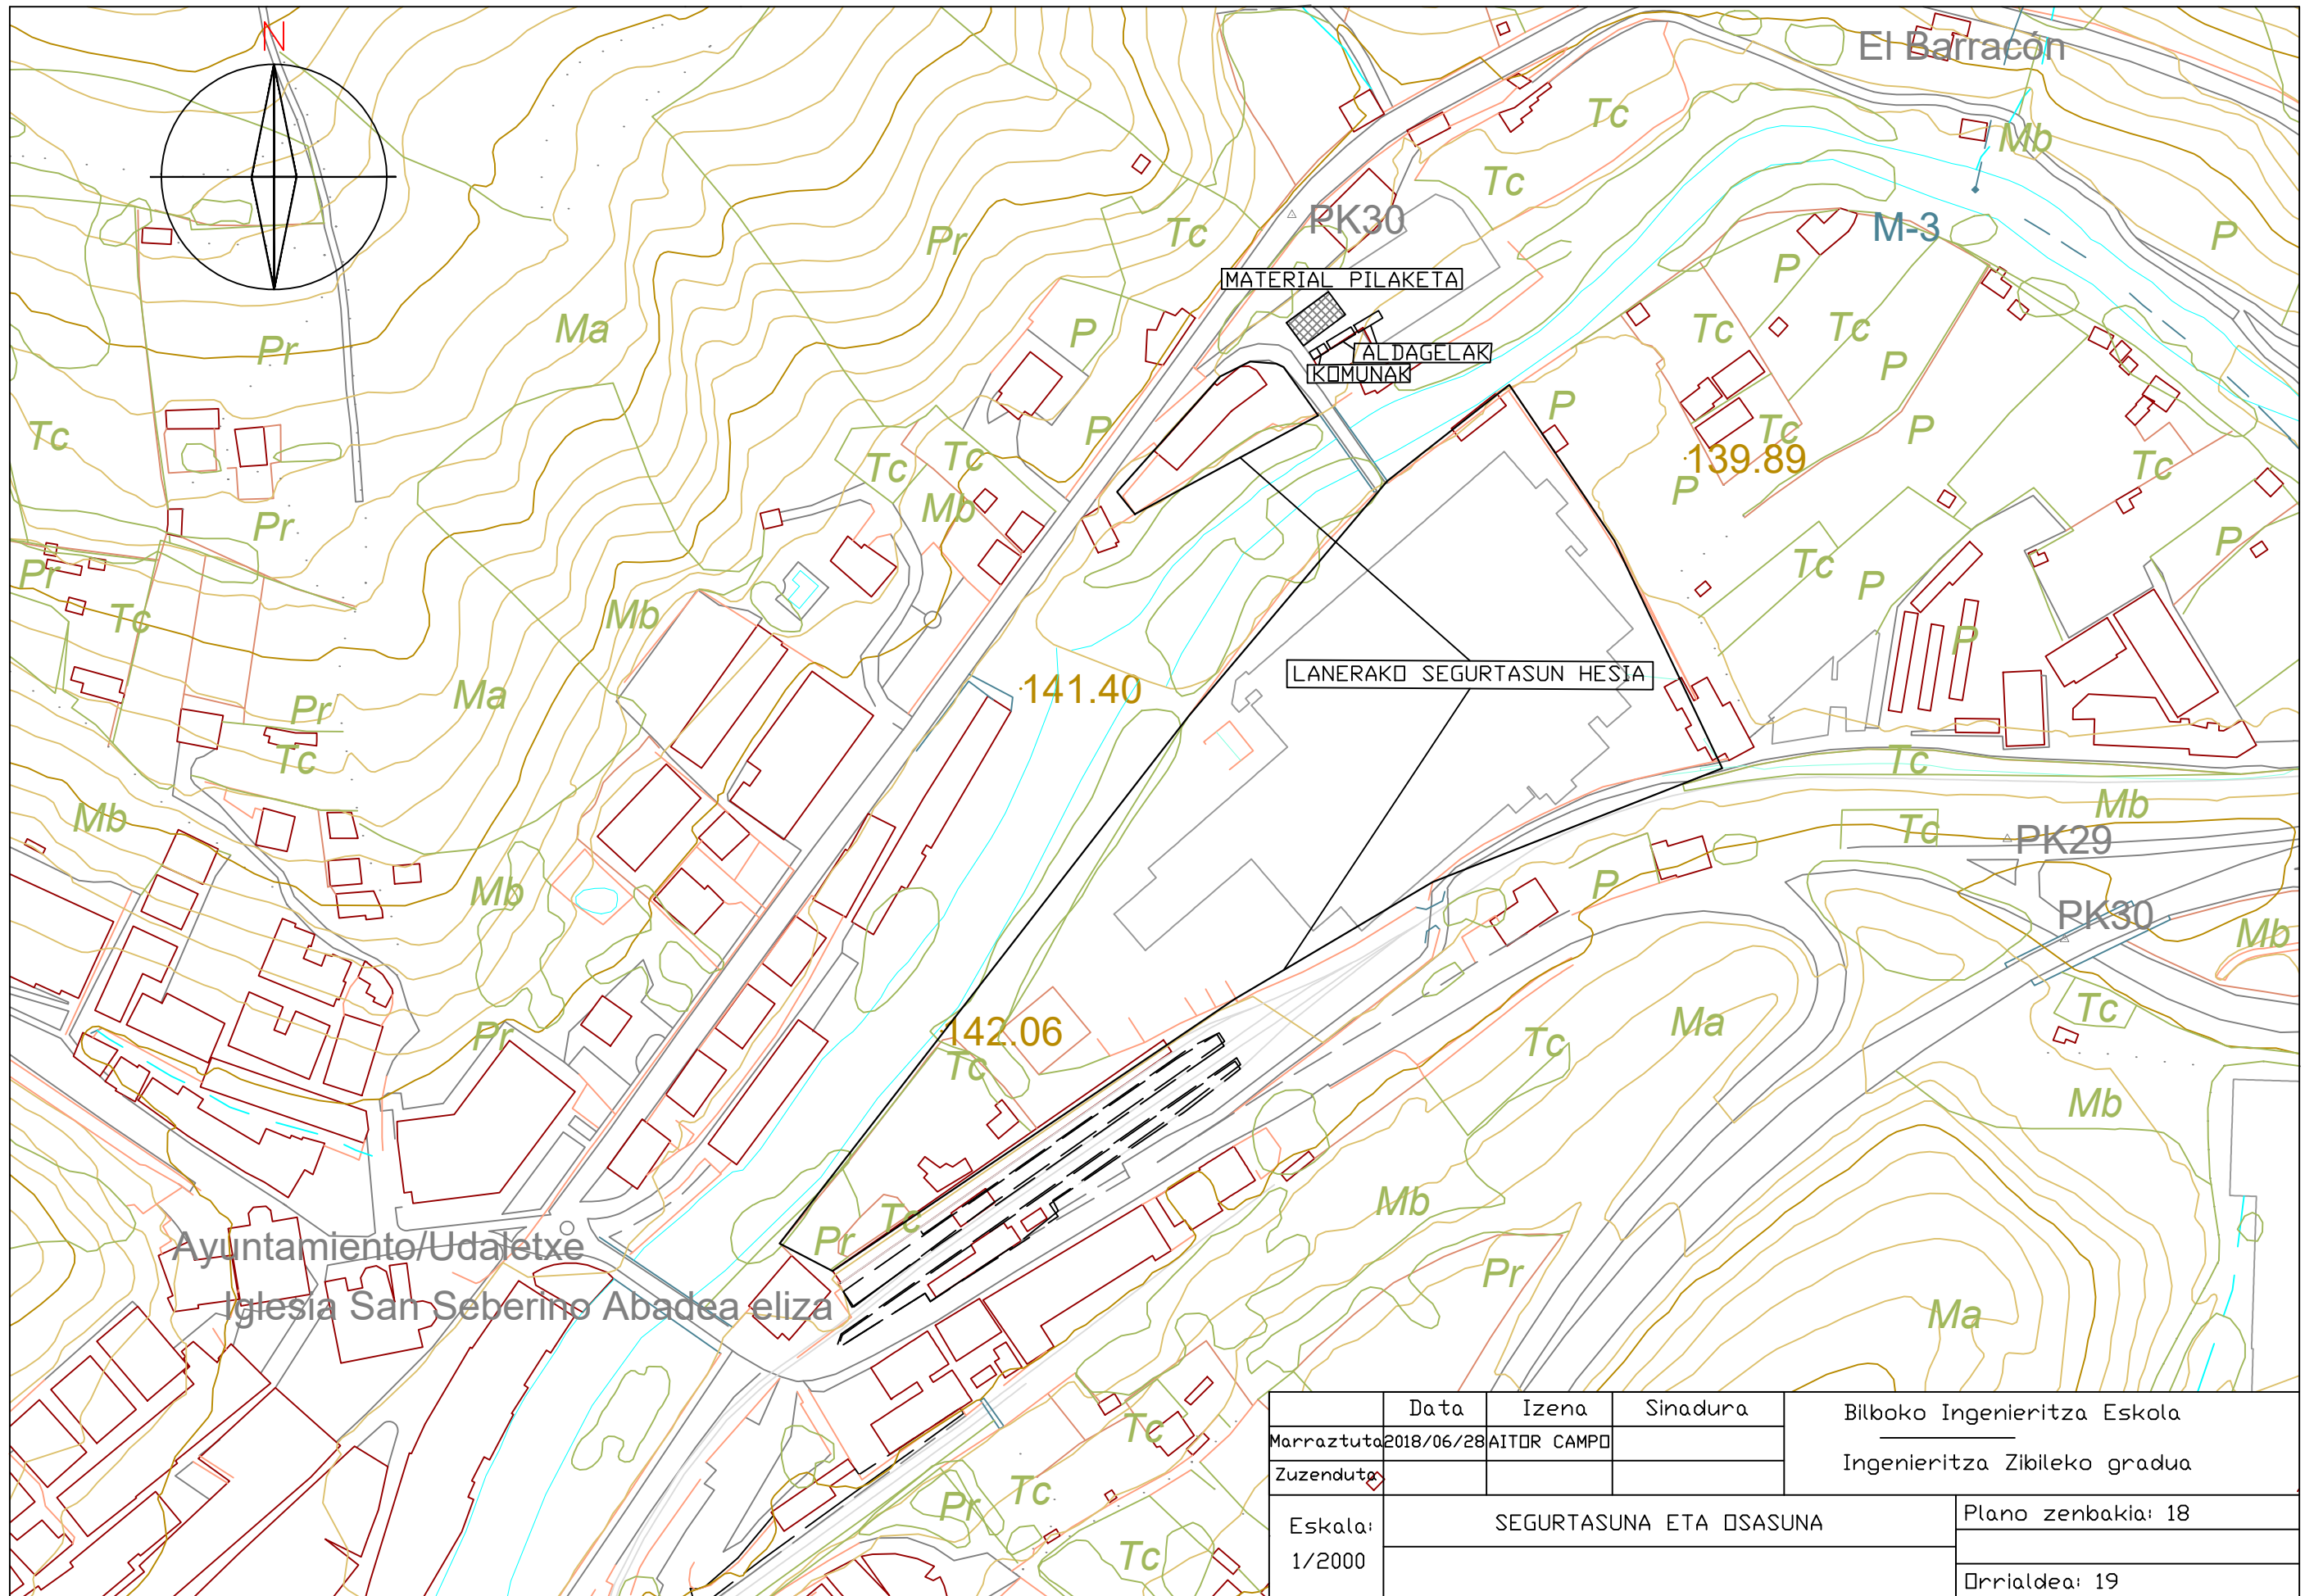 N
El Barracón
Tc
Mb
Tc
PK30
M-3
Tc
Pr
P
P
MATERIAL PILAKETA
Ma
P
Tc
Tc
Pr
ALDAGELAK
P
KOMUNAK
P
P
P
Tc
Tc
Tc
139.89
Tc
Tc
P
Mb
Pr
P
Tc
P
Pr
Tc
Mb
P
LANERAKO SEGURTASUN HESIA
141.40
Ma
Pr
Tc
Tc
Mb
Mb
Tc
PK29
Mb
P
PK30
Mb
Tc
Ma
142.06
Pr
Tc
Tc
Mb
Mb
Tc
Pr
Ayuntamiento/Udaletxe
Pr
Iglesia San Seberino Abadea eliza
Ma
Tc
Tc
Pr
Tc
Data
Izena
Sinadura
Bilboko Ingenieritza Eskola
Marraztuta
2018/06/28
AITOR CAMPO
Ingenieritza Zibileko gradua
Zuzenduta
Eskala:
1/2000
SEGURTASUNA ETA OSASUNA
Plano zenbakia: 18
Orrialdea: 19